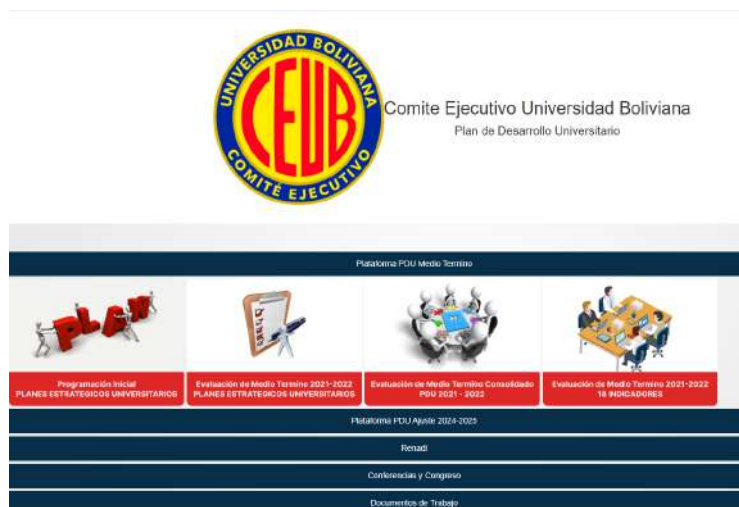 UNIVERSIDAD BOLIVIANA
CEUB
COMITÉ EJECUTIVO
Comite Ejecutivo Universidad Boliviana
Plan de Desarrollo Universitario
Plataforma PDU Medio Termino
PLAN
Programación Inicial
PLANES ESTRATEGICOS UNIVERSITARIOS
Evaluación de Medio Termino 2021-2022
PLANES ESTRATEGICOS UNIVERSITARIOS
Evaluación de Medio Termino Consolidado
PDU 2021 - 2022
Evaluación de Medio Termino 2021-2022
18 INDICADORES
Plataforma PDU Ajuste 2024-2025
Renadi
Conferencias y Congreso
Documentos de Trabajo